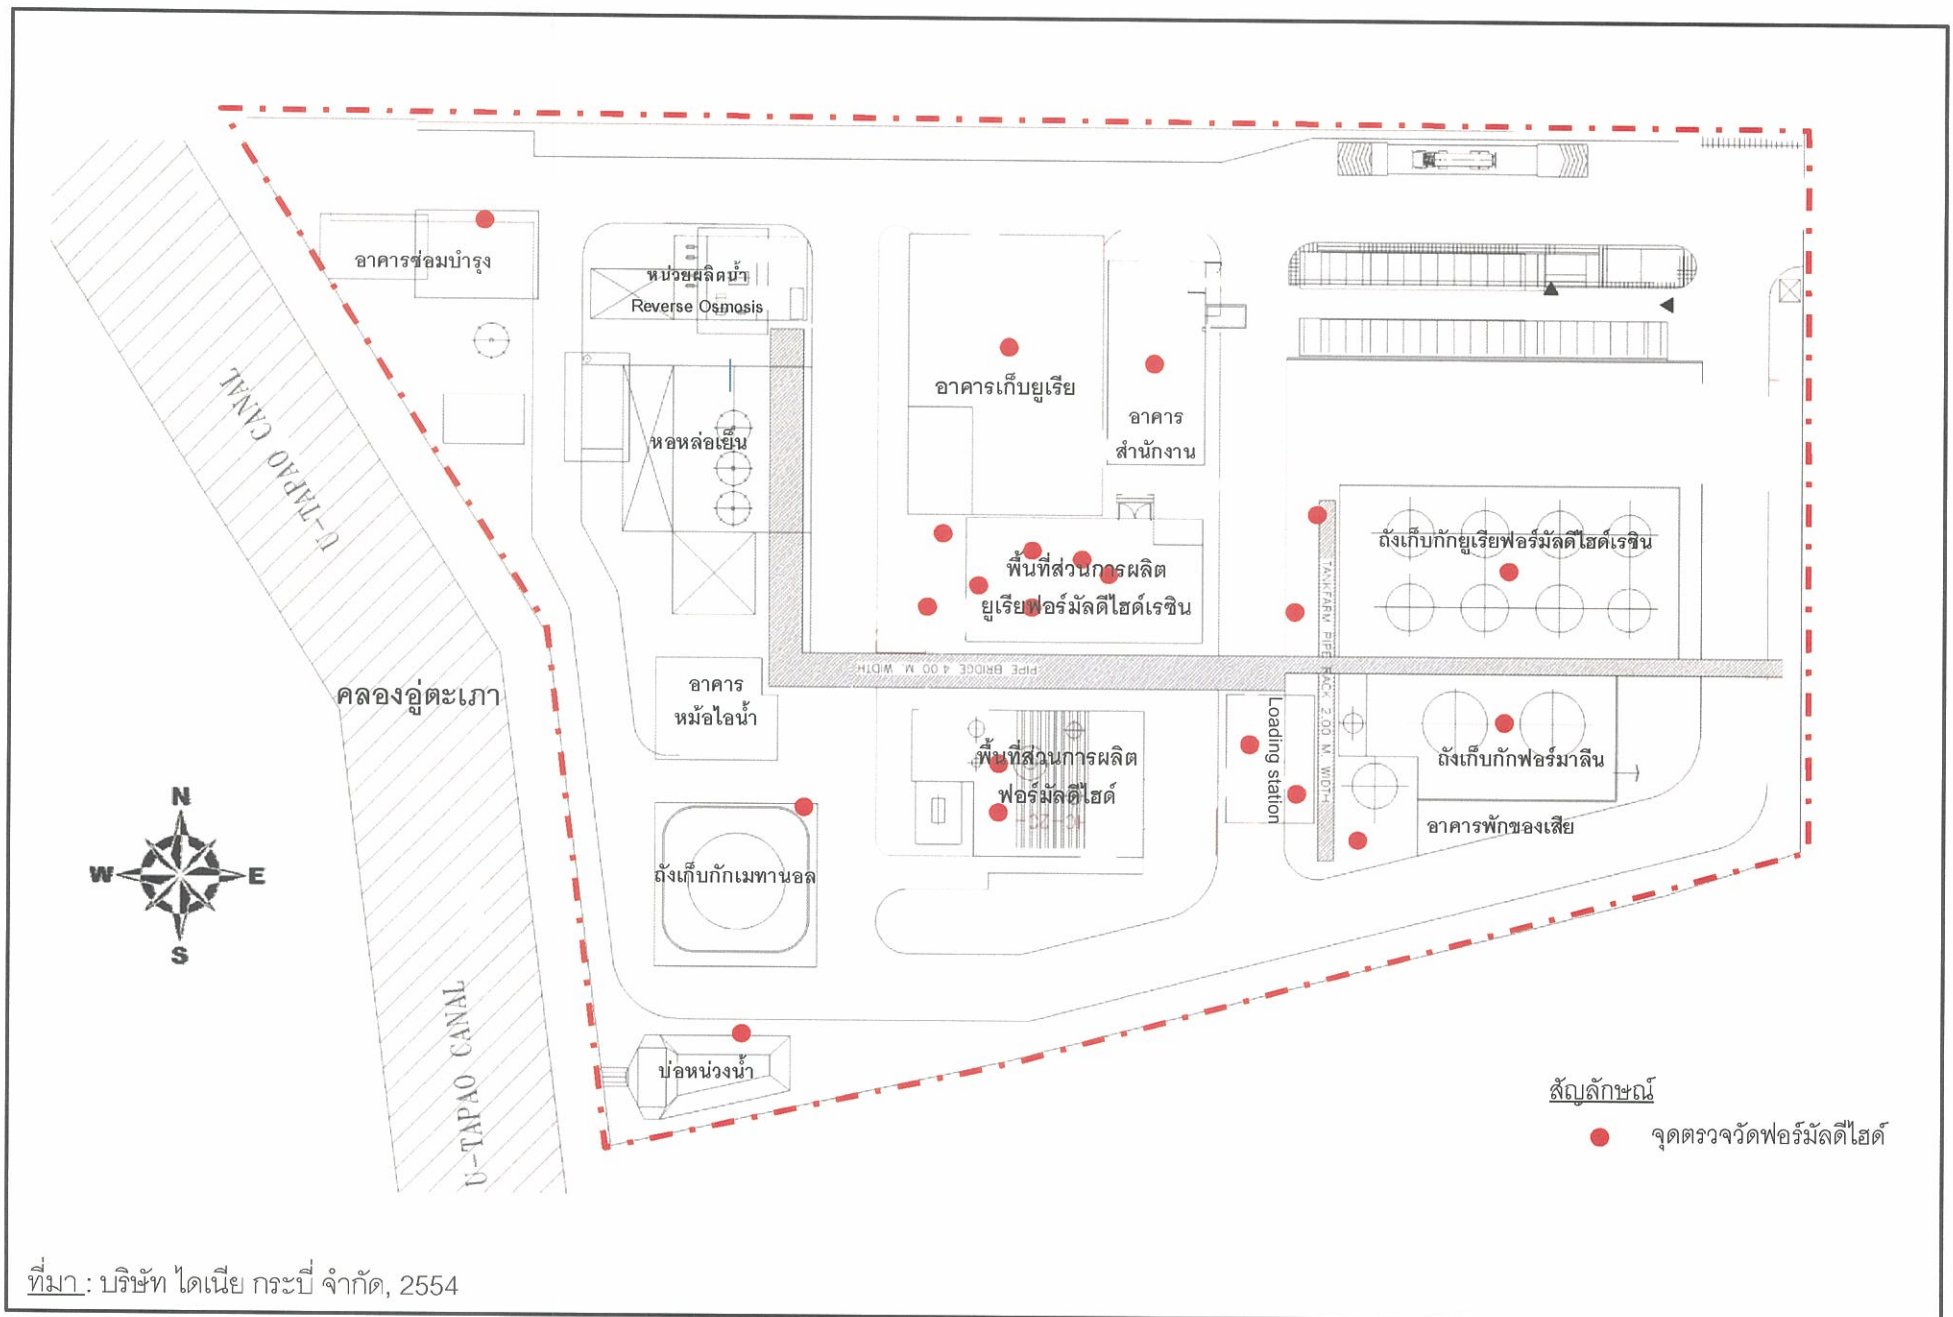 อาคารซ่อมบำรุง
หน่วยผลิตน้ำ
Reverse Osmosis
อาคารเก็บยูเรีย
อาคาร
สำนักงาน
หอหล่อเย็น
U-TAPAO CANAL
พื้นที่ส่วนการผลิต
ยูเรียฟอร์มัลดีไฮด์เรซิน
ถังเก็บกักยูเรียฟอร์มัลดีไฮด์เรซิน
TANKFARM PIPE RACK 2.00 M. WIDTH
PIPE BRIDGE 4.00 M. WIDTH
คลองอู่ตะเภา
อาคาร
หม้อไอน้ำ
พื้นที่ส่วนการผลิต
ฟอร์มัลดีไฮด์
Loading station
ถังเก็บกักฟอร์มาลีน
อาคารพักของเสีย
ถังเก็บกักเมทานอล
N
W
E
S
U-TAPAO CANAL
บ่อหน่วงน้ำ
สัญลักษณ์
จุดตรวจวัดฟอร์มัลดีไฮด์
ที่มา : บริษัท ไดเนีย กระบี่ จำกัด, 2554